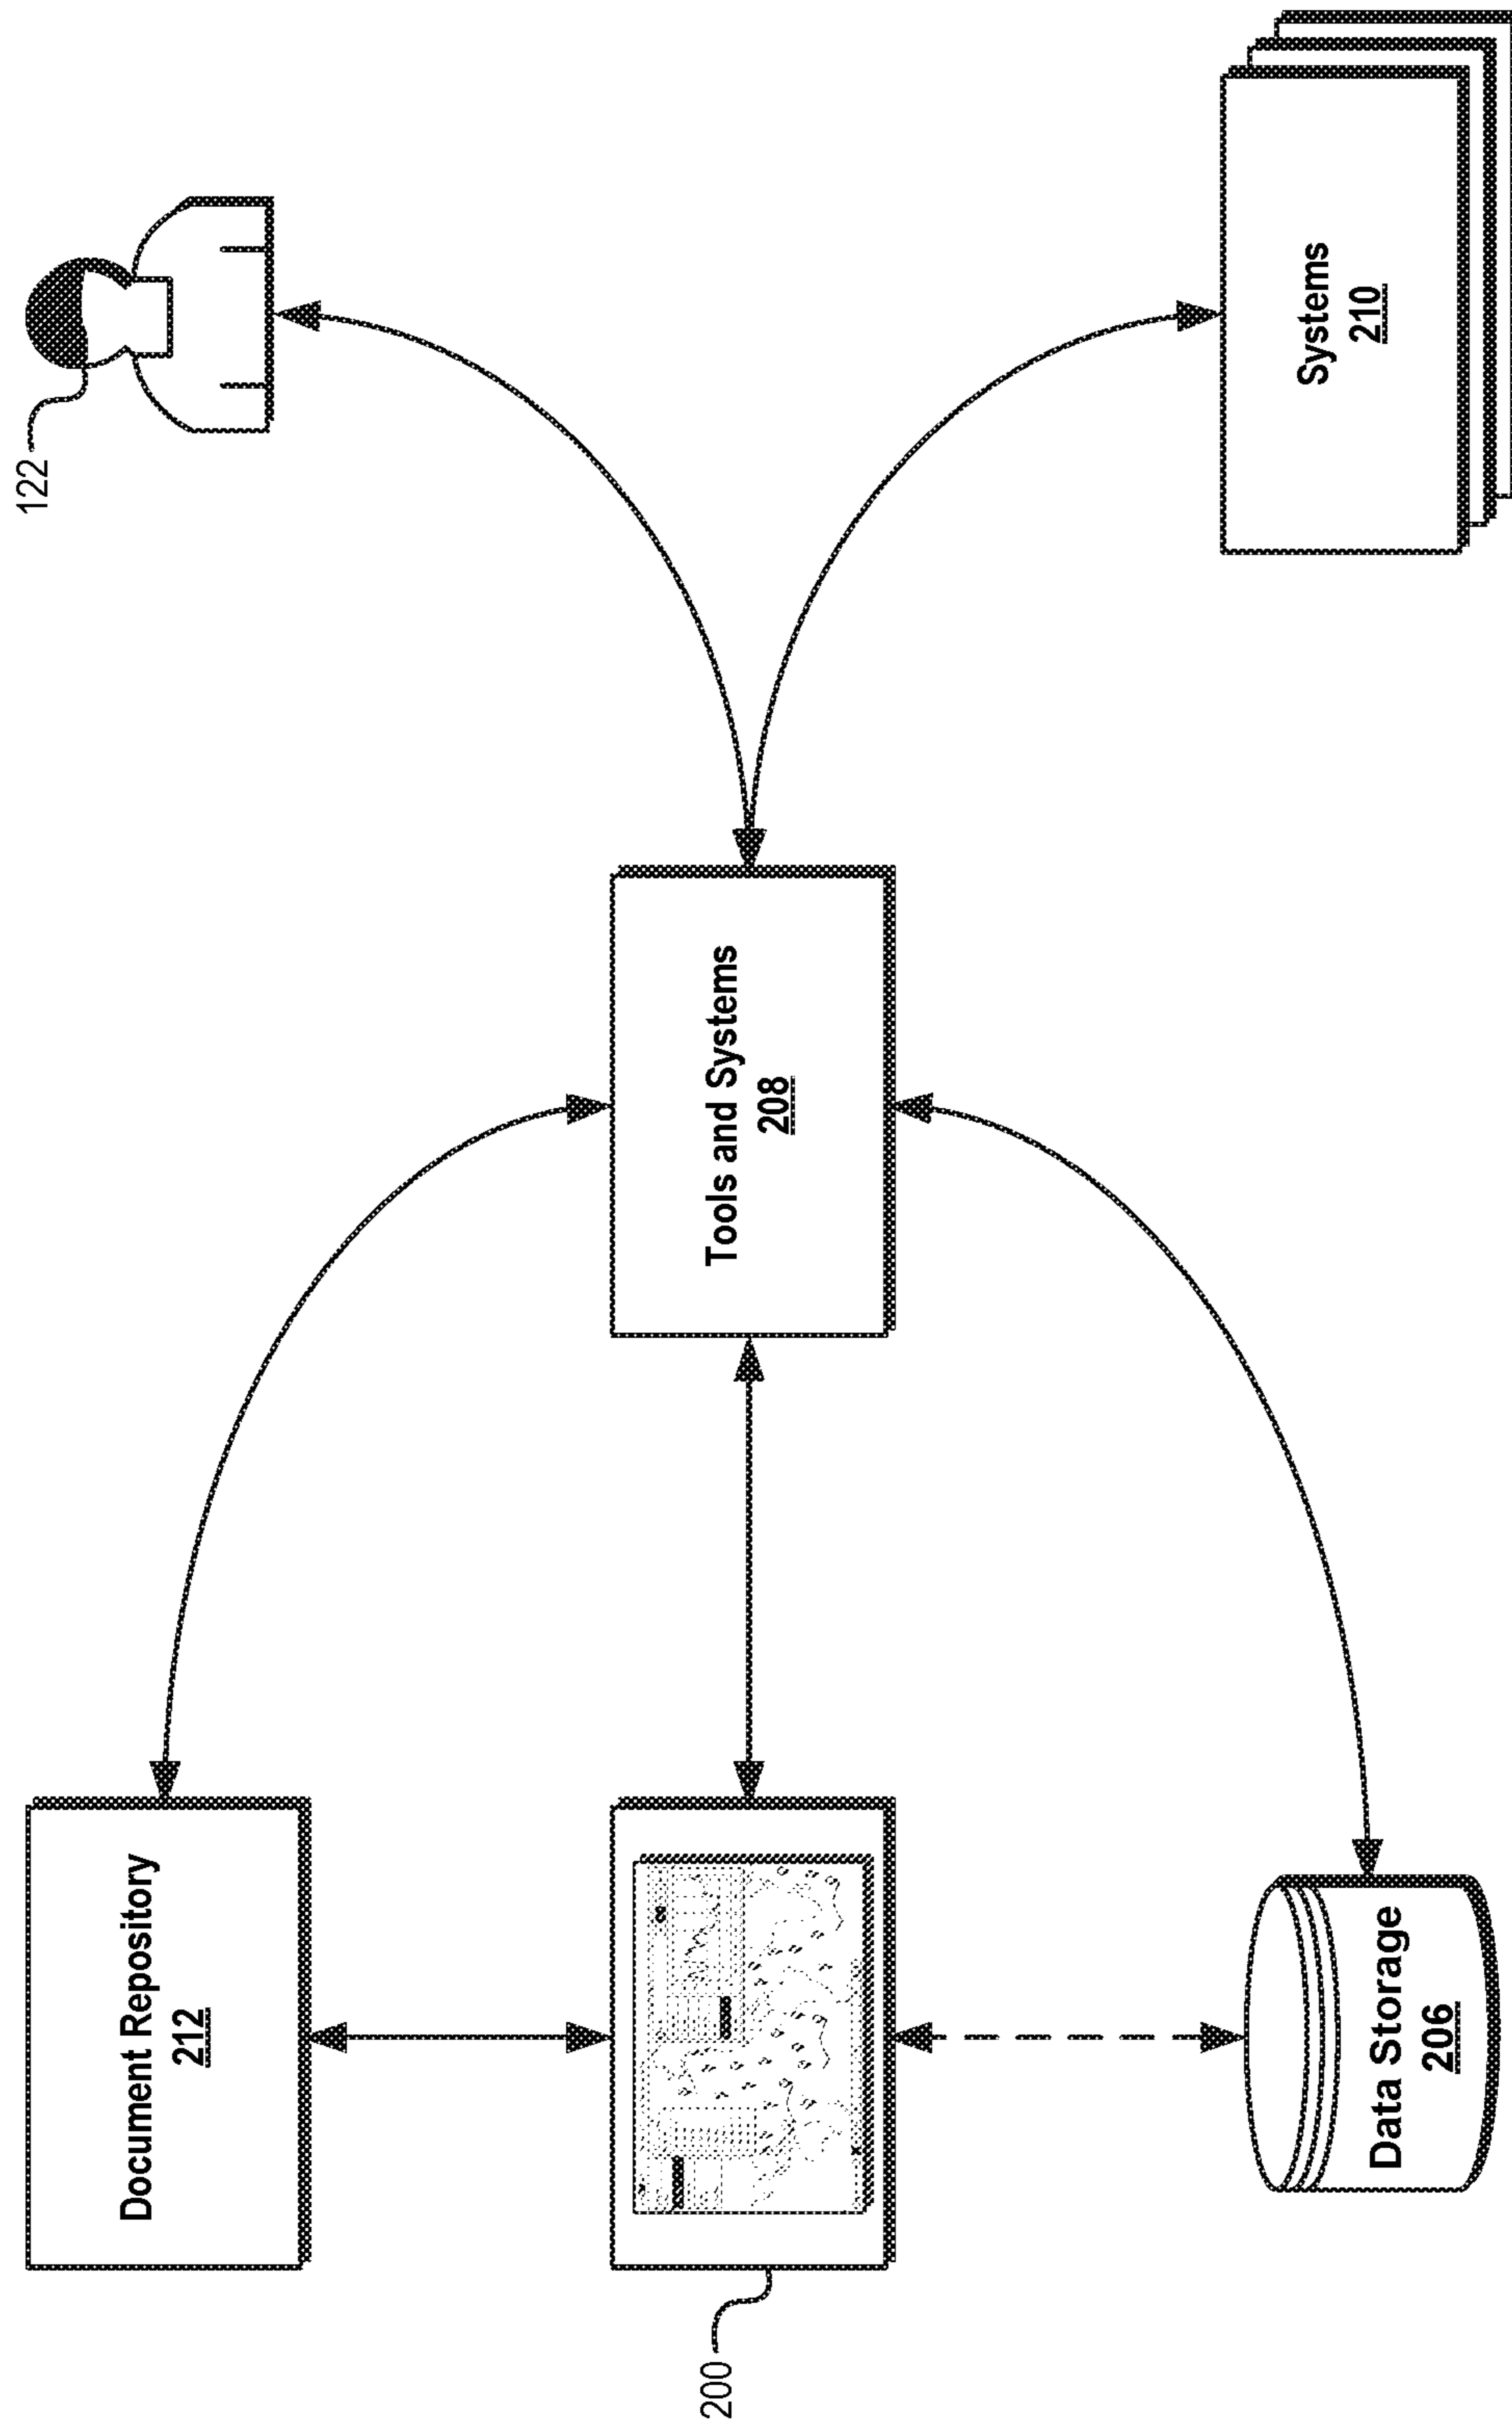 Document Repository
212
122
200
Tools and Systems
208
Data Storage
206
Systems
210